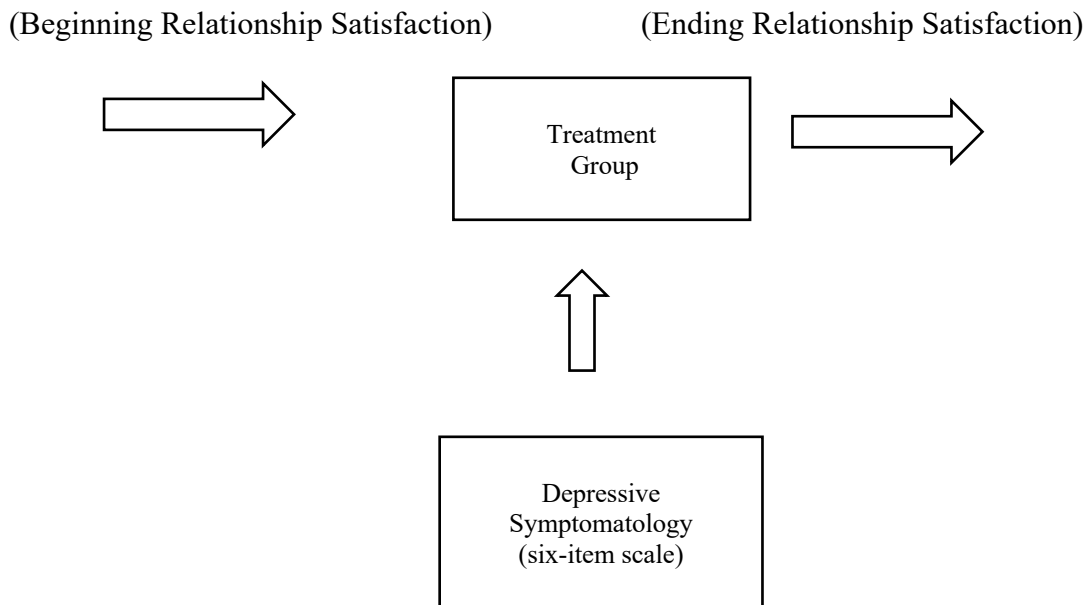 (Beginning Relationship Satisfaction) (Ending Relationship Satisfaction)
Treatment
Group
Depressive
Symptomatology
(six-item scale)